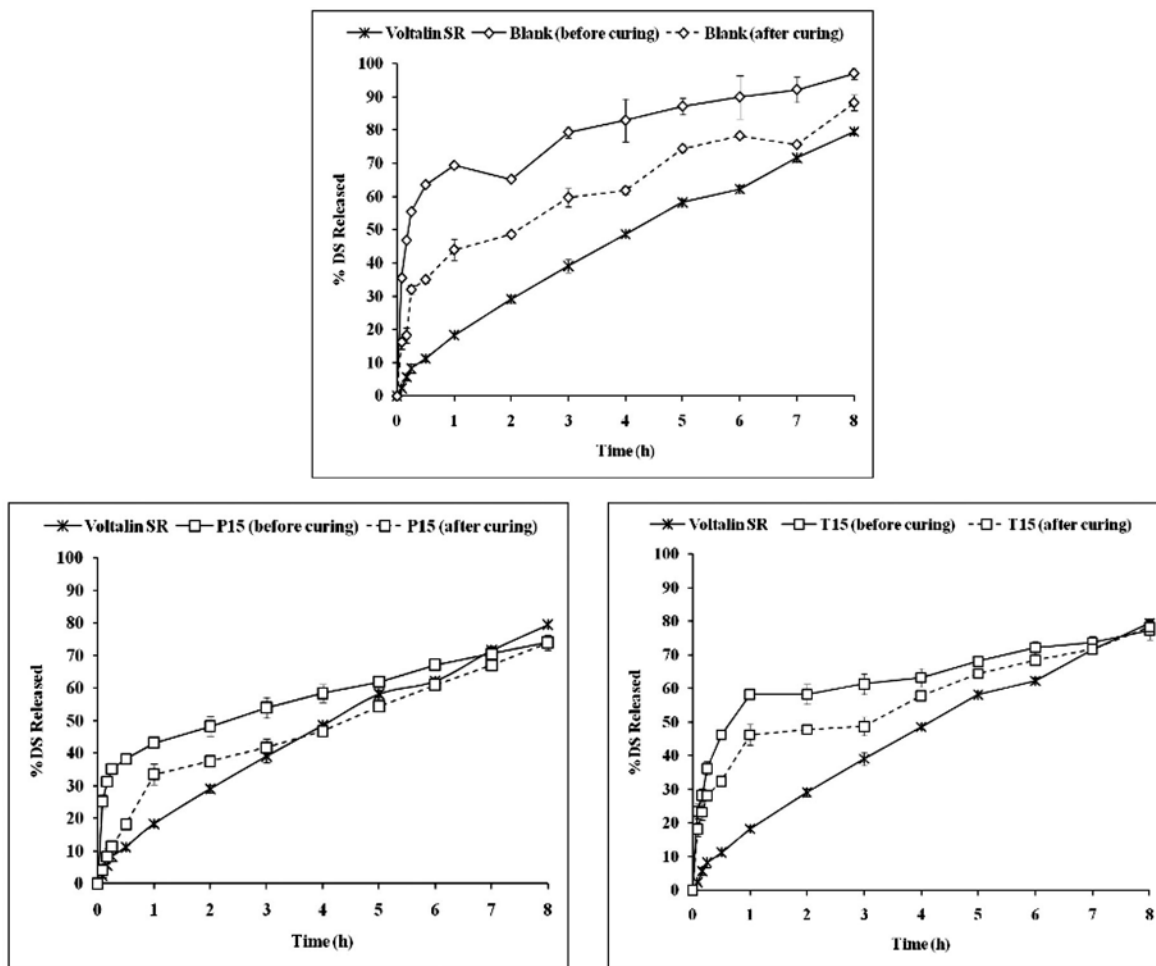 Voltalin SR Blank (before curing) Blank (after curing)
100
90
80
70
60
50
40
30
20
10
0
% DS Released
0 1 2 3 4 5 6 7 8
Time (h)
Voltalin SR P15 (before curing) P15 (after curing)
100
90
80
70
60
50
40
30
20
10
0
% DS Released
0 1 2 3 4 5 6 7 8
Time (h)
Voltalin SR T15 (before curing) T15 (after curing)
100
90
80
70
60
50
40
30
20
10
0
% DS Released
0 1 2 3 4 5 6 7 8
Time (h)